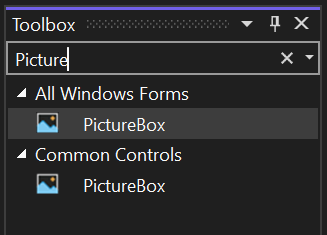 Toolbox
Picture
All Windows Forms
PictureBox
Common Controls
PictureBox